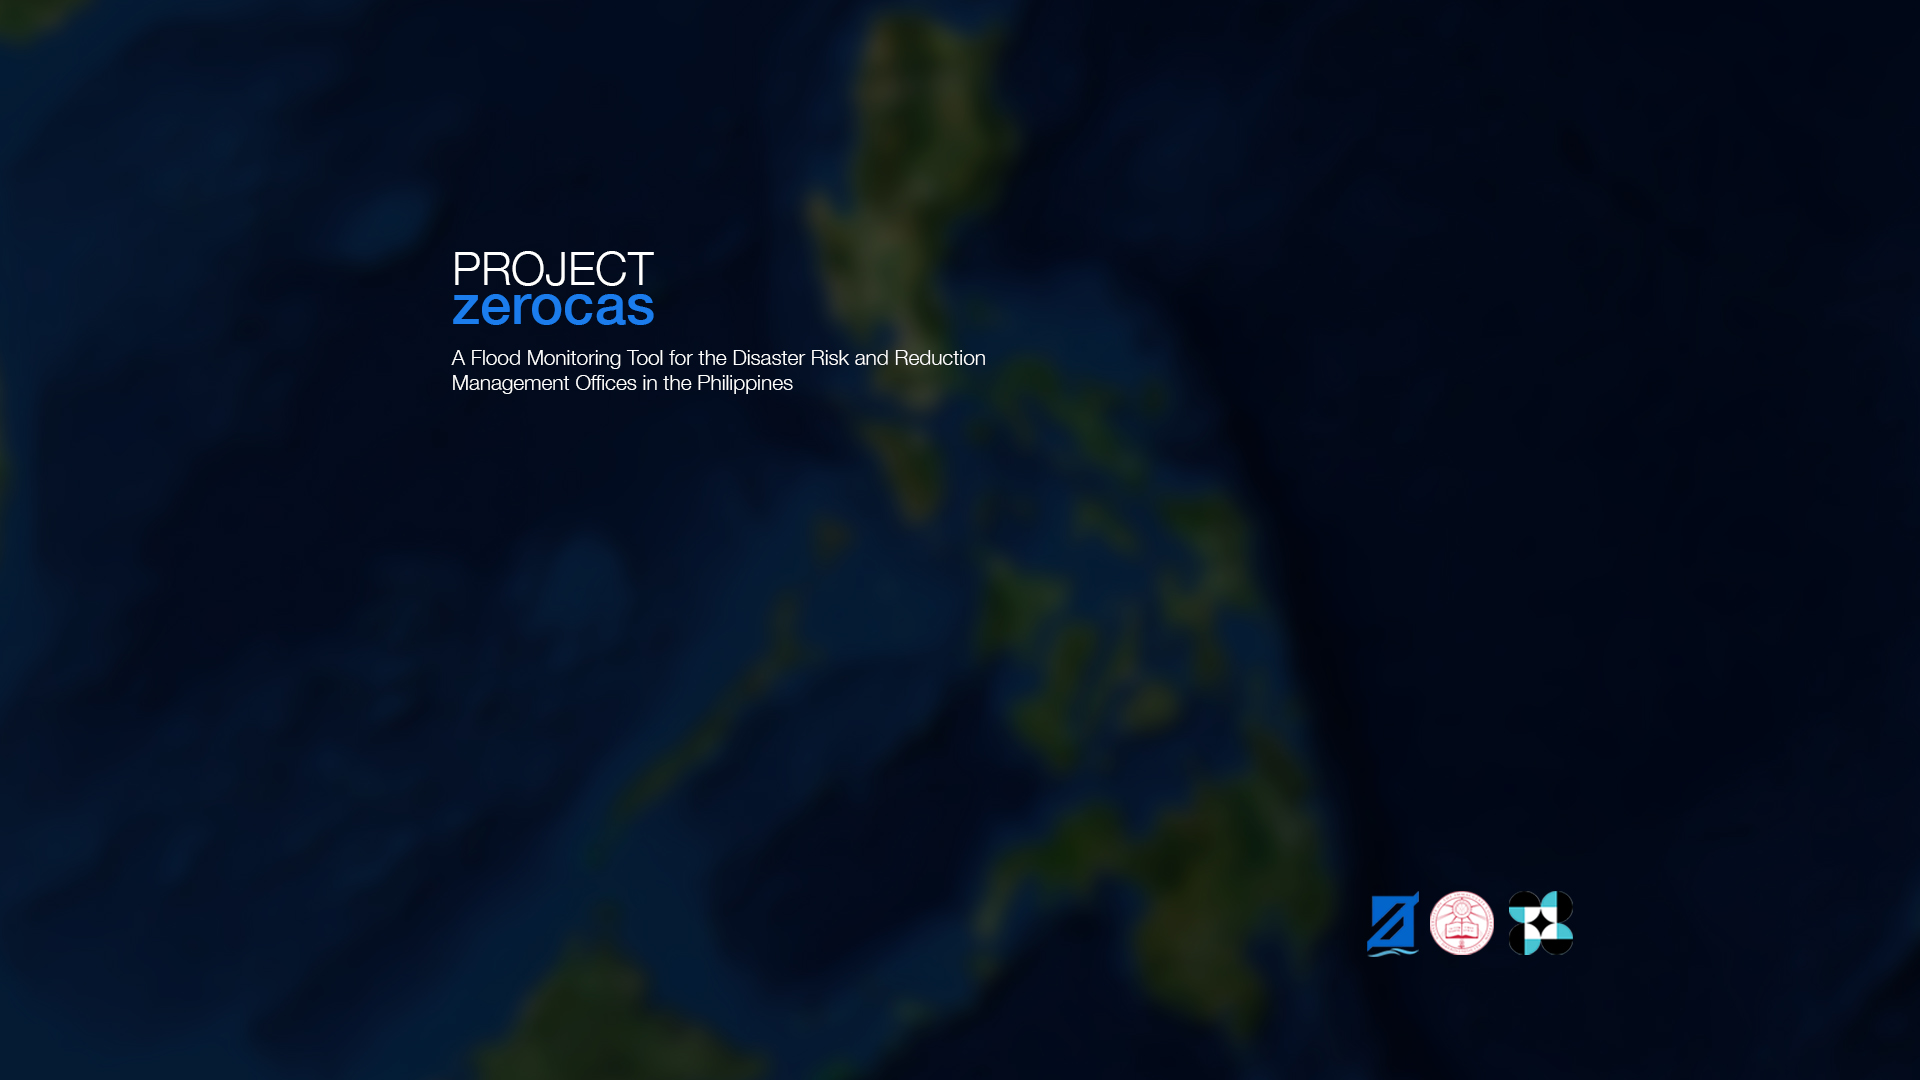 PROJECT
zerocas
A Flood Monitoring Tool for the Disaster Risk and Reduction
Management Offices in the Philippines